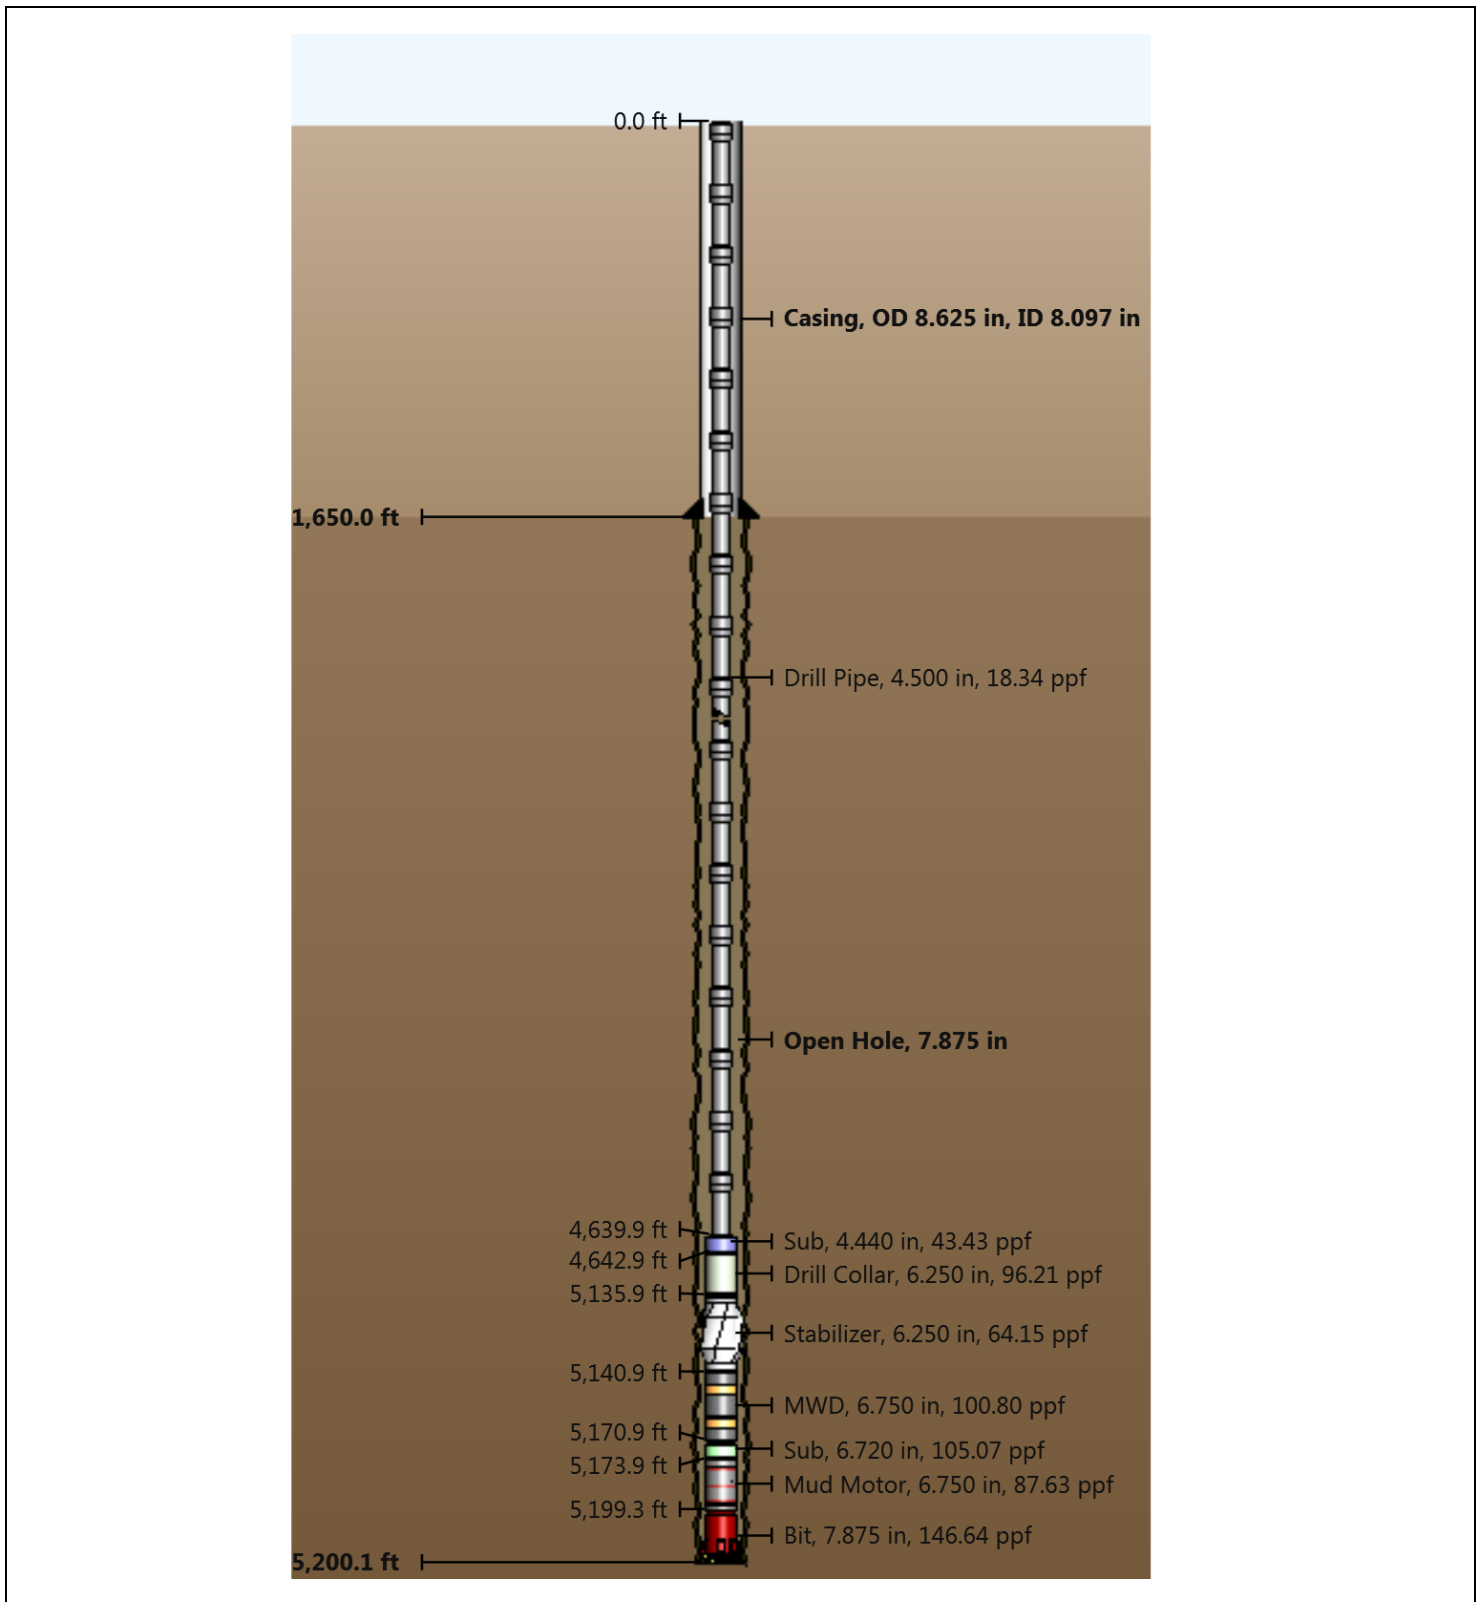 0.0 ft
Casing, OD 8.625 in, ID 8.097 in
1,650.0 ft
Drill Pipe, 4.500 in, 18.34 ppf
Open Hole, 7.875 in
4,639.9 ft
Sub, 4.440 in, 43.43 ppf
4,642.9 ft
Drill Collar, 6.250 in, 96.21 ppf
5,135.9 ft
Stabilizer, 6.250 in, 64.15 ppf
5,140.9 ft
MWD, 6.750 in, 100.80 ppf
5,170.9 ft
Sub, 6.720 in, 105.07 ppf
5,173.9 ft
Mud Motor, 6.750 in, 87.63 ppf
5,199.3 ft
Bit, 7.875 in, 146.64 ppf
5,200.1 ft